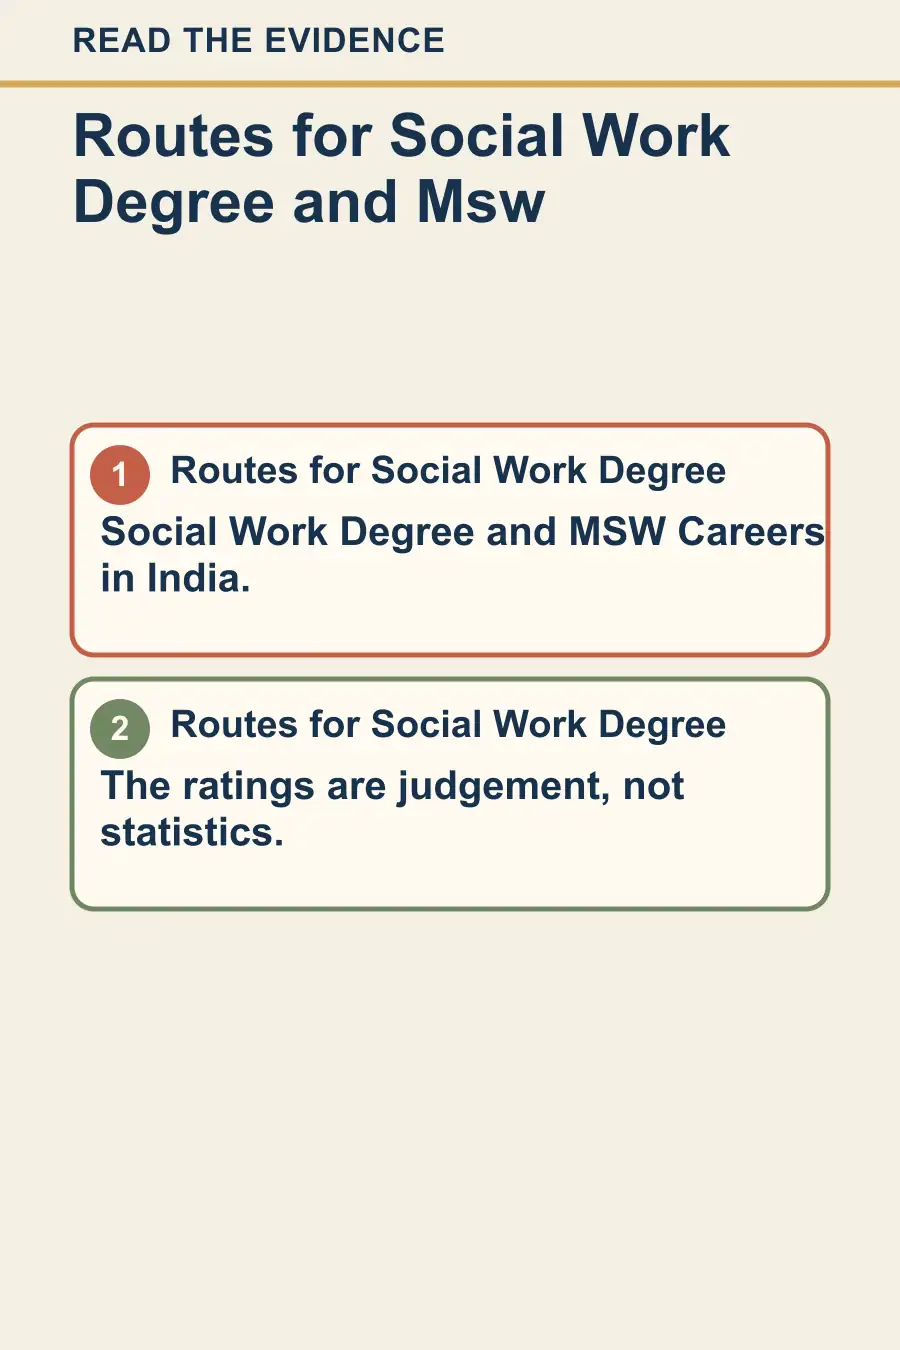 READ THE EVIDENCE
Routes for Social Work
Degree and Msw
1
Routes for Social Work Degree
Social Work Degree and MSW Careers
in India.
2
Routes for Social Work Degree
The ratings are judgement, not
statistics.